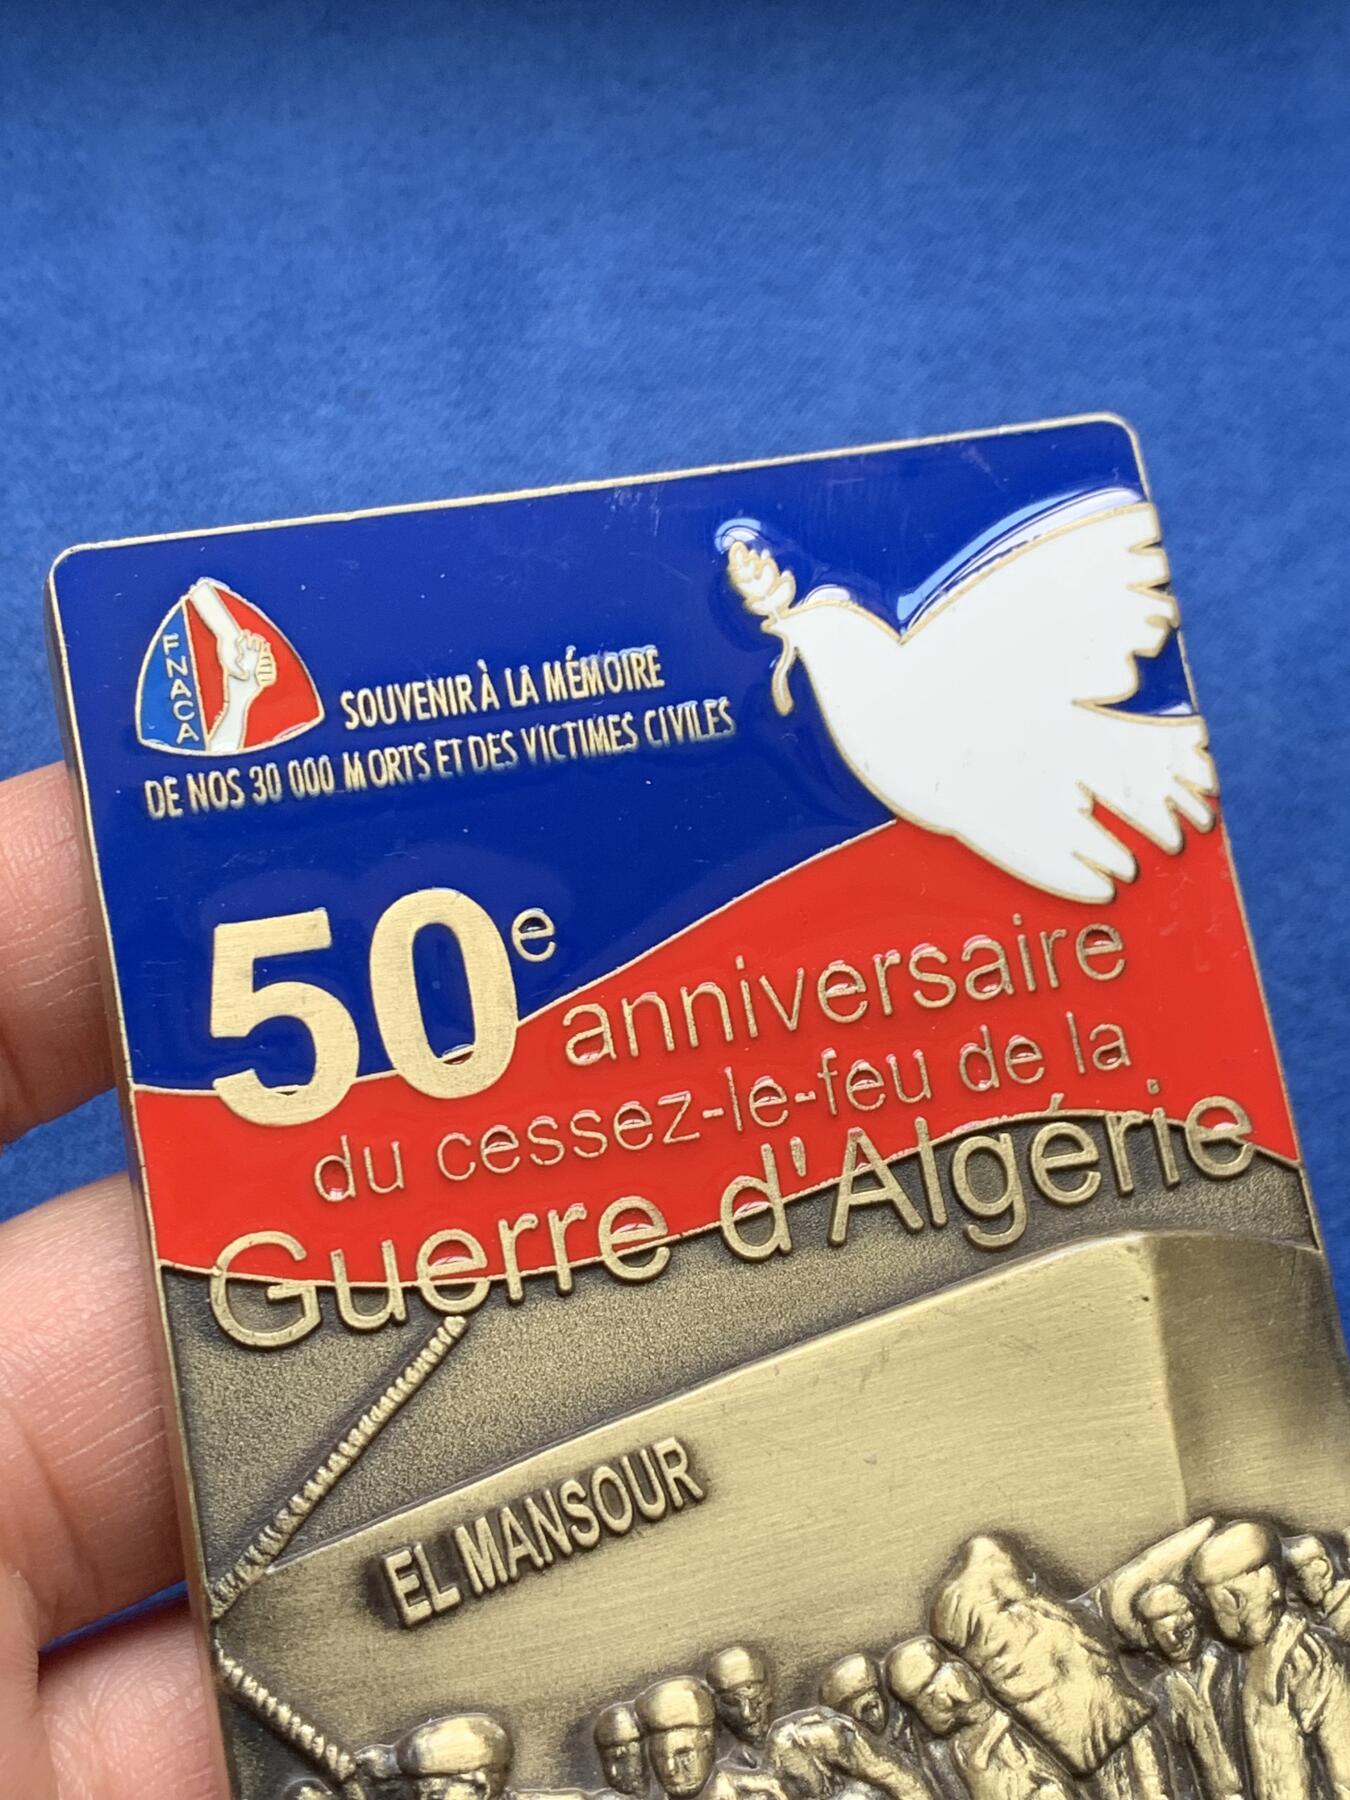 FNACA
SOUVENIR À LA MÉMOIRE
DE NOS 30 000 MORTS ET DES VICTIMES CIVILES
50e anniversaire
du cessez-le-feu de la
Guerre d'Algérie
EL MANSOUR